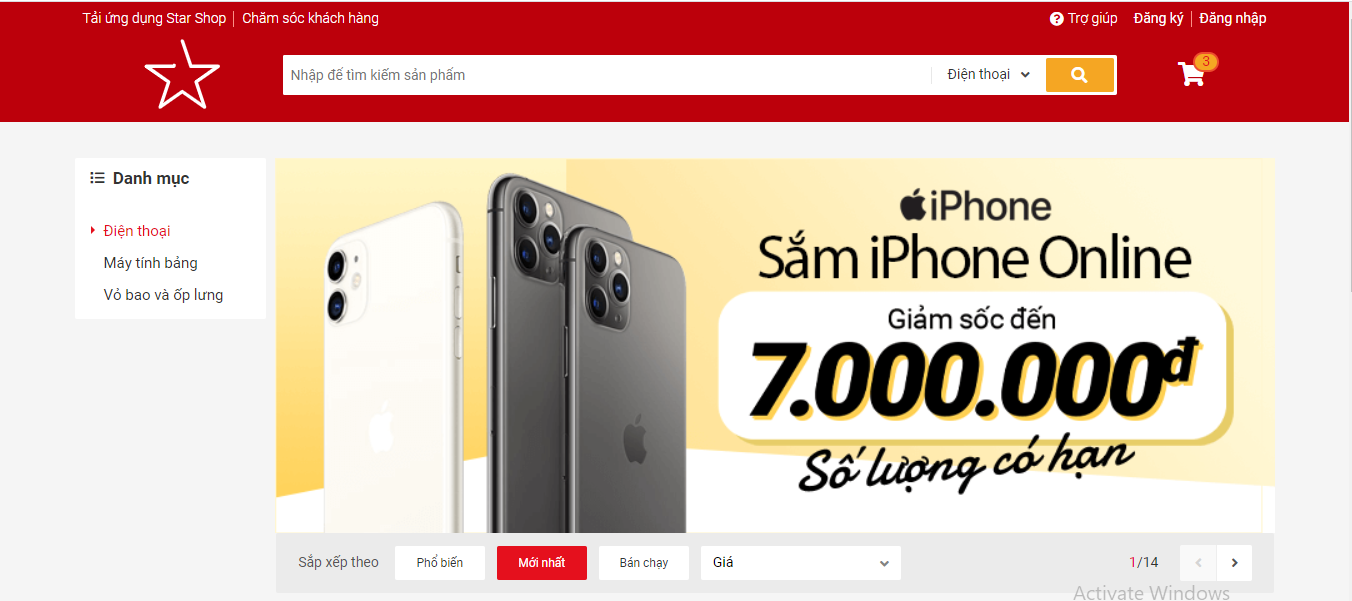 Tải ứng dụng Star Shop Chăm sóc khách hàng
Trợ giúp Đăng ký Đăng nhập
Nhập để tìm kiếm sản phẩm
Điện thoại
3
Danh mục
Điện thoại
Máy tính bảng
Vỏ bao và ốp lưng
iPhone
Sắm iPhone Online
Giảm sốc đến
7.000.000đ
Số lượng có hạn
Sắp xếp theo Phổ biến Mới nhất Bán chạy Giá 1/14
Activate Windows